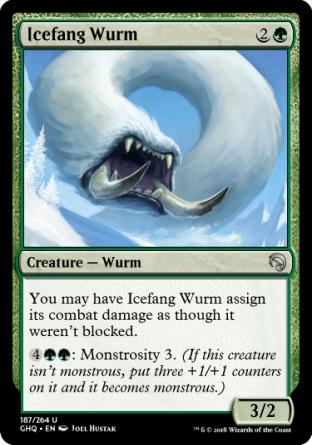 Icefang Wurm 2
Creature — Wurm
You may have Icefang Wurm assign
its combat damage as though it
weren't blocked.
4: Monstrosity 3. (If this creature
isn't monstrous, put three +1/+1 counters
on it and it becomes monstrous.)
3/2
187/264 U
GHQ • EN Joel Hustak
™ & © 2018 Wizards of the Coast